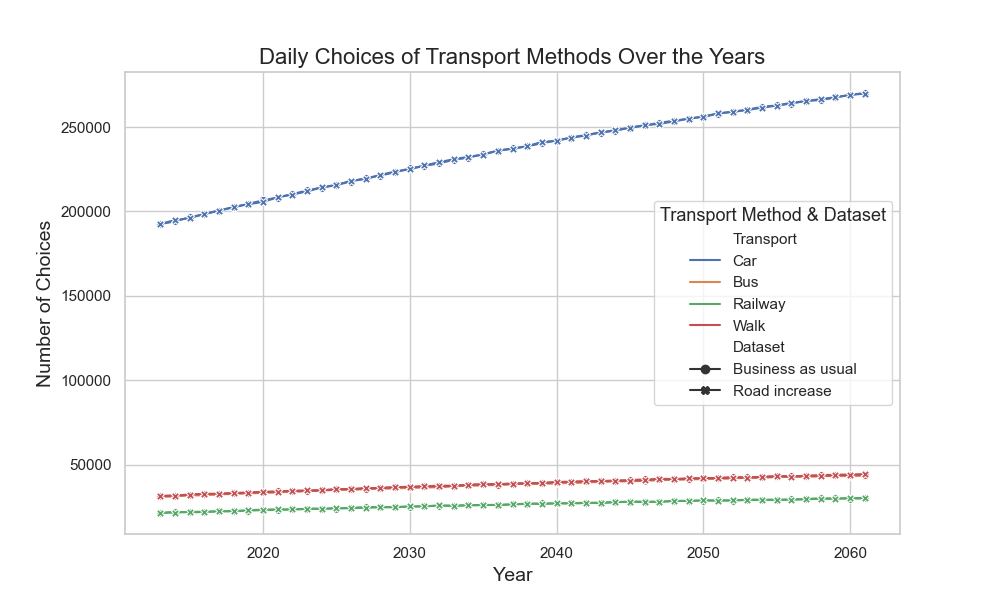 Daily Choices of Transport Methods Over the Years
Number of Choices
250000
200000
150000
100000
50000
Transport Method & Dataset
Transport
Car
Bus
Railway
Walk
Dataset
Business as usual
Road increase
2020
2030
2040
2050
2060
Year